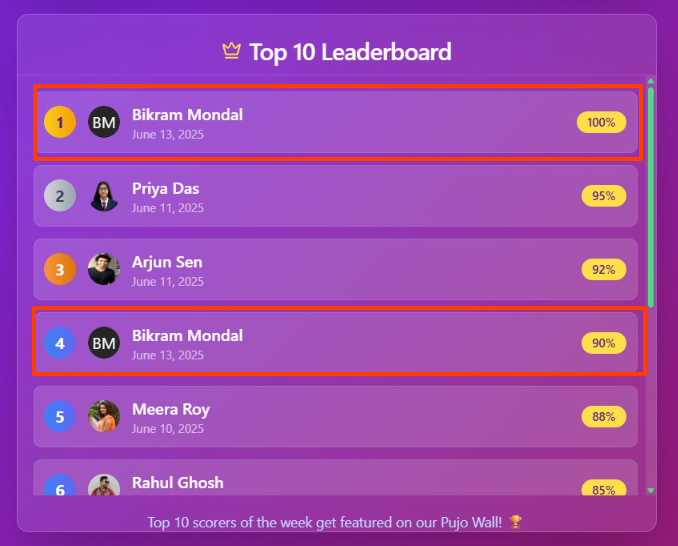 Top 10 Leaderboard
1 BM Bikram Mondal 100%
June 13, 2025
2 Priya Das 95%
June 11, 2025
3 Arjun Sen 92%
June 11, 2025
4 BM Bikram Mondal 90%
June 13, 2025
5 Meera Roy 88%
June 10, 2025
6 Rahul Ghosh 85%
Top 10 scorers of the week get featured on our Pujo Wall! 🏆